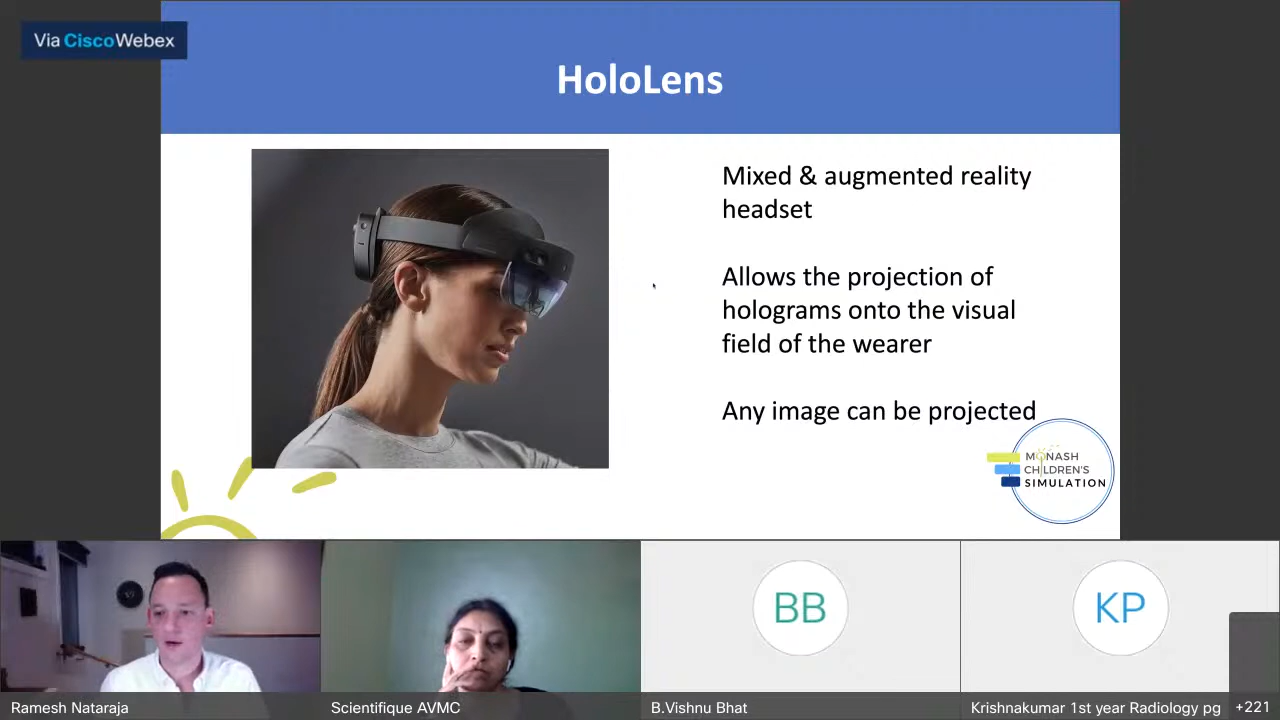 Via CiscoWebex
HoloLens
Mixed & augmented reality
headset
Allows the projection of
holograms onto the visual
field of the wearer
Any image can be projected
MONASH
CHILDREN'S
SIMULATION
BB
KP
Ramesh Nataraja
Scientifique AVMC
B.Vishnu Bhat
Krishnakumar 1st year Radiology pg
+221